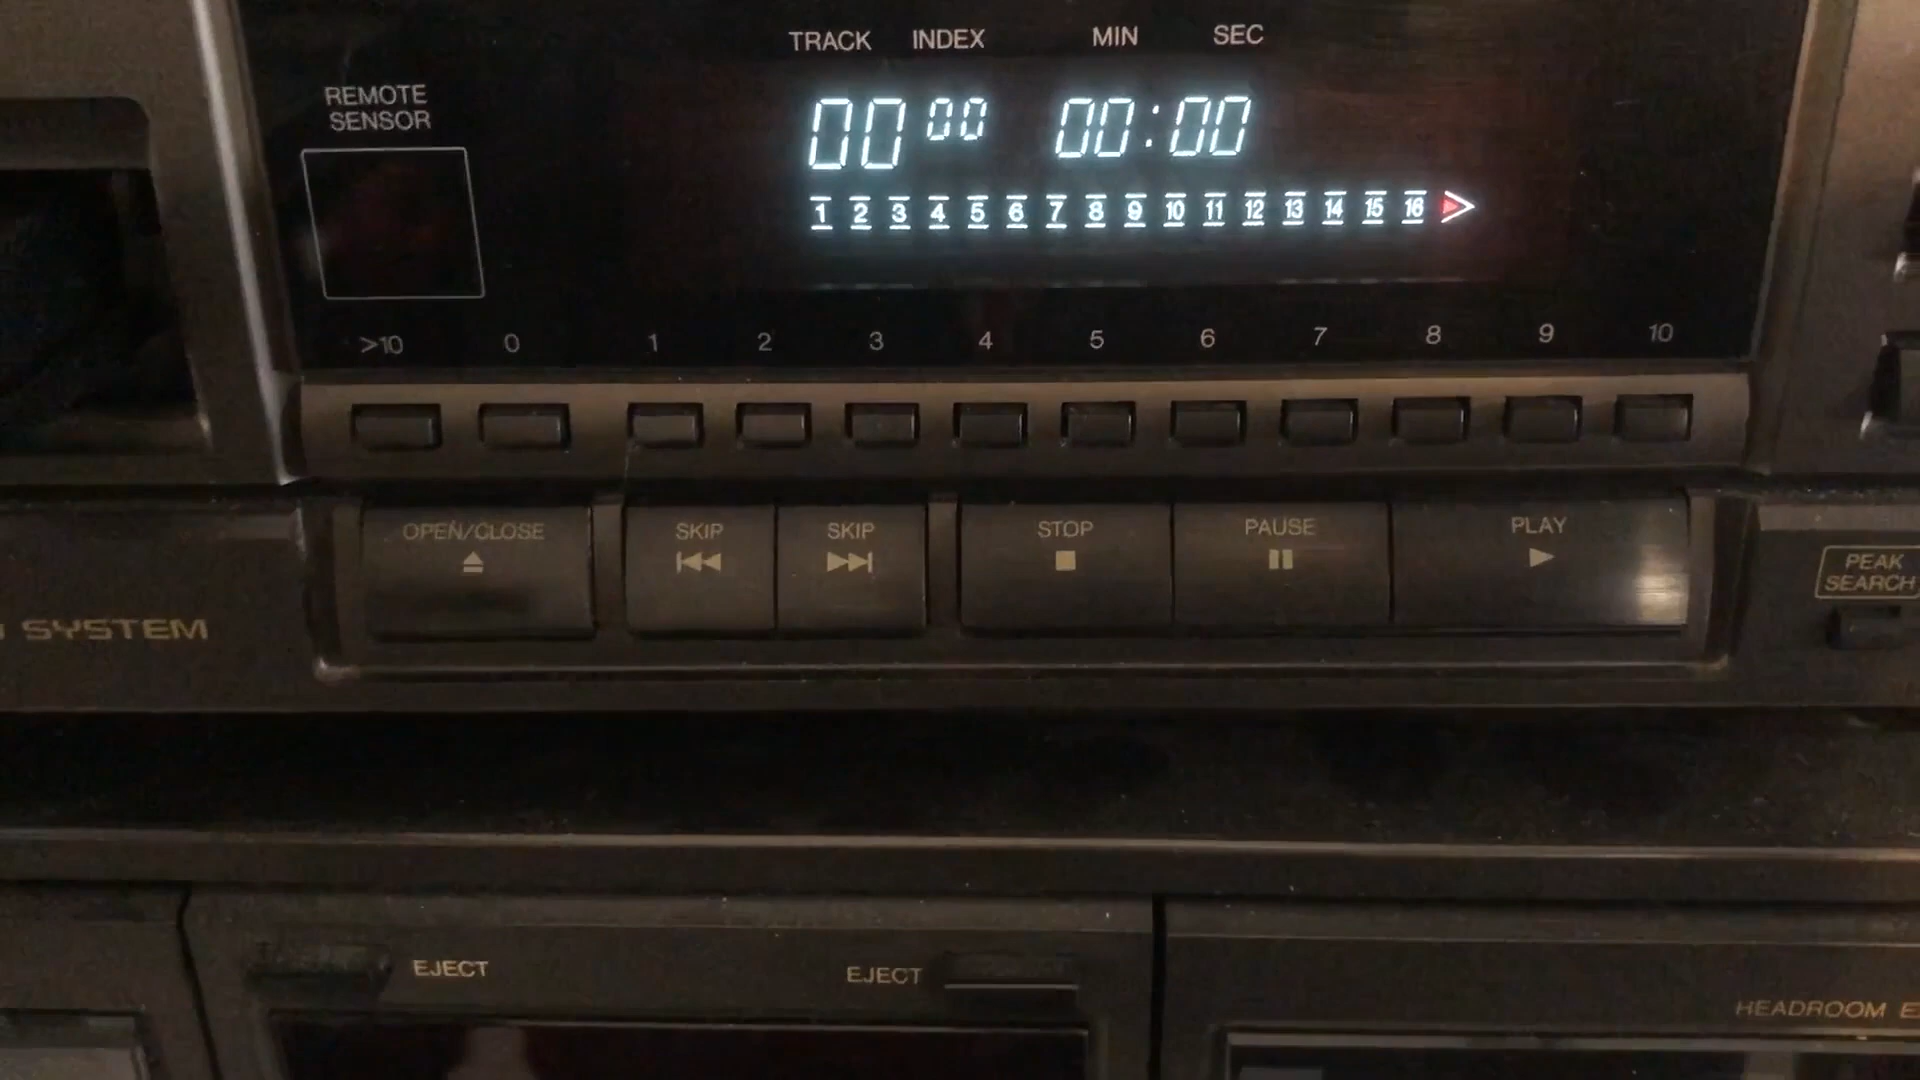 TRACK INDEX MIN SEC
REMOTE
SENSOR
00 00 00:00
1 2 3 4 5 6 7 8 9 10 11 12 13 14 15 16
>10 0 1 2 3 4 5 6 7 8 9 10
OPEN/CLOSE SKIP SKIP STOP PAUSE PLAY
PEAK
SEARCH
SYSTEM
EJECT EJECT
HEADROOM